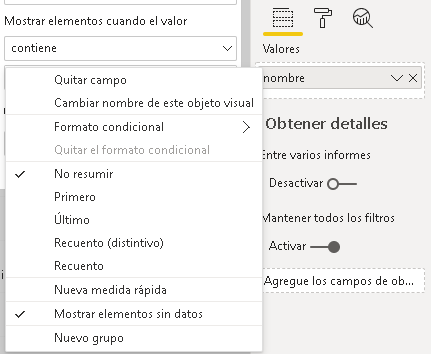 Mostrar elementos cuando el valor
contiene
Quitar campo
Cambiar nombre de este objeto visual
Formato condicional
Quitar el formato condicional
No resumir
Primero
Último
Recuento (distintivo)
Recuento
Nueva medida rápida
Mostrar elementos sin datos
Nuevo grupo
Valores
nombre
Obtener detalles
Entre varios informes
Desactivar
Mantener todos los filtros
Activar
Agregue los campos de ob...